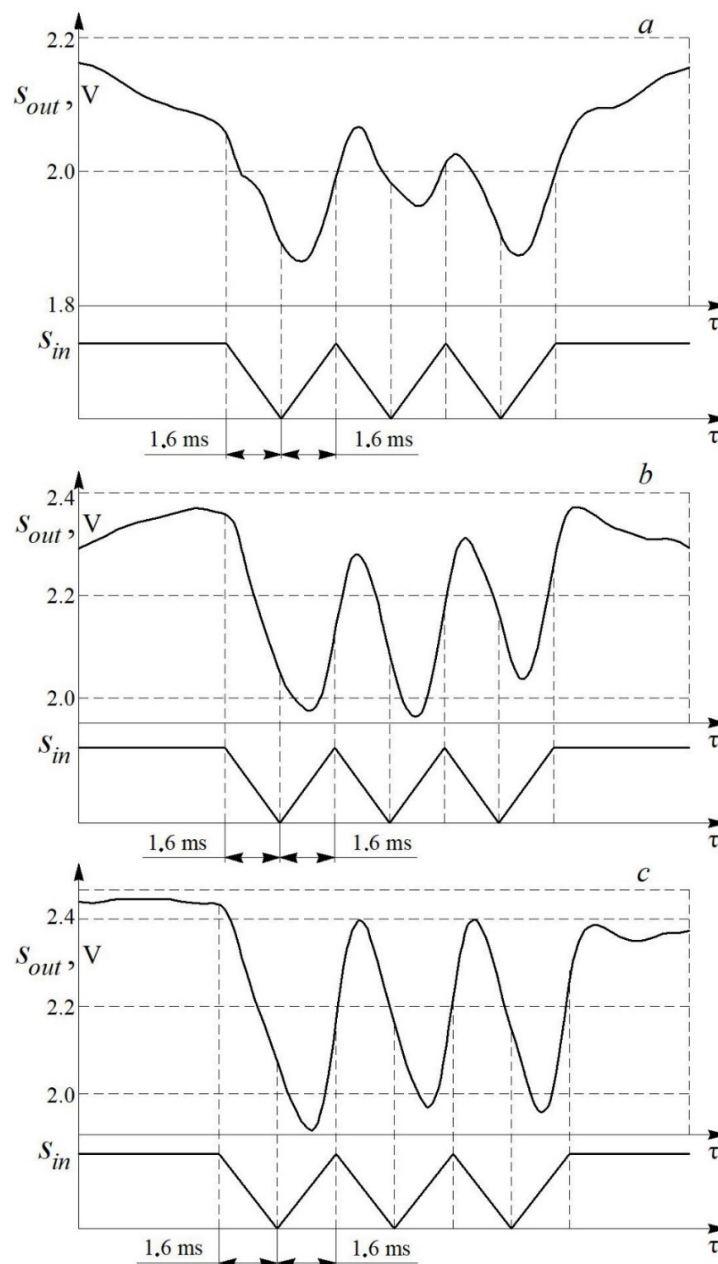 a
2.2
s_out, V
2.0
1.8
τ
s_in
τ
1.6 ms 1.6 ms
b
2.4
s_out, V
2.2
2.0
τ
s_in
τ
1.6 ms 1.6 ms
c
2.4
s_out, V
2.2
2.0
τ
s_in
τ
1.6 ms 1.6 ms